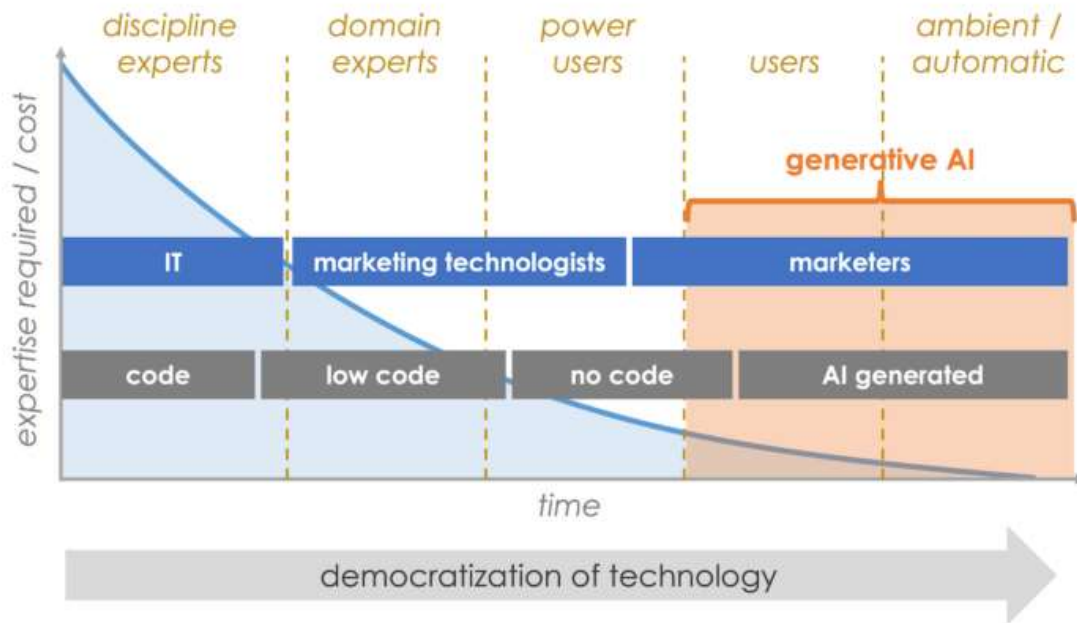 discipline
experts
domain
experts
power
users
users
ambient /
automatic
expertise required / cost
generative AI
IT
marketing technologists
marketers
code
low code
no code
AI generated
time
democratization of technology